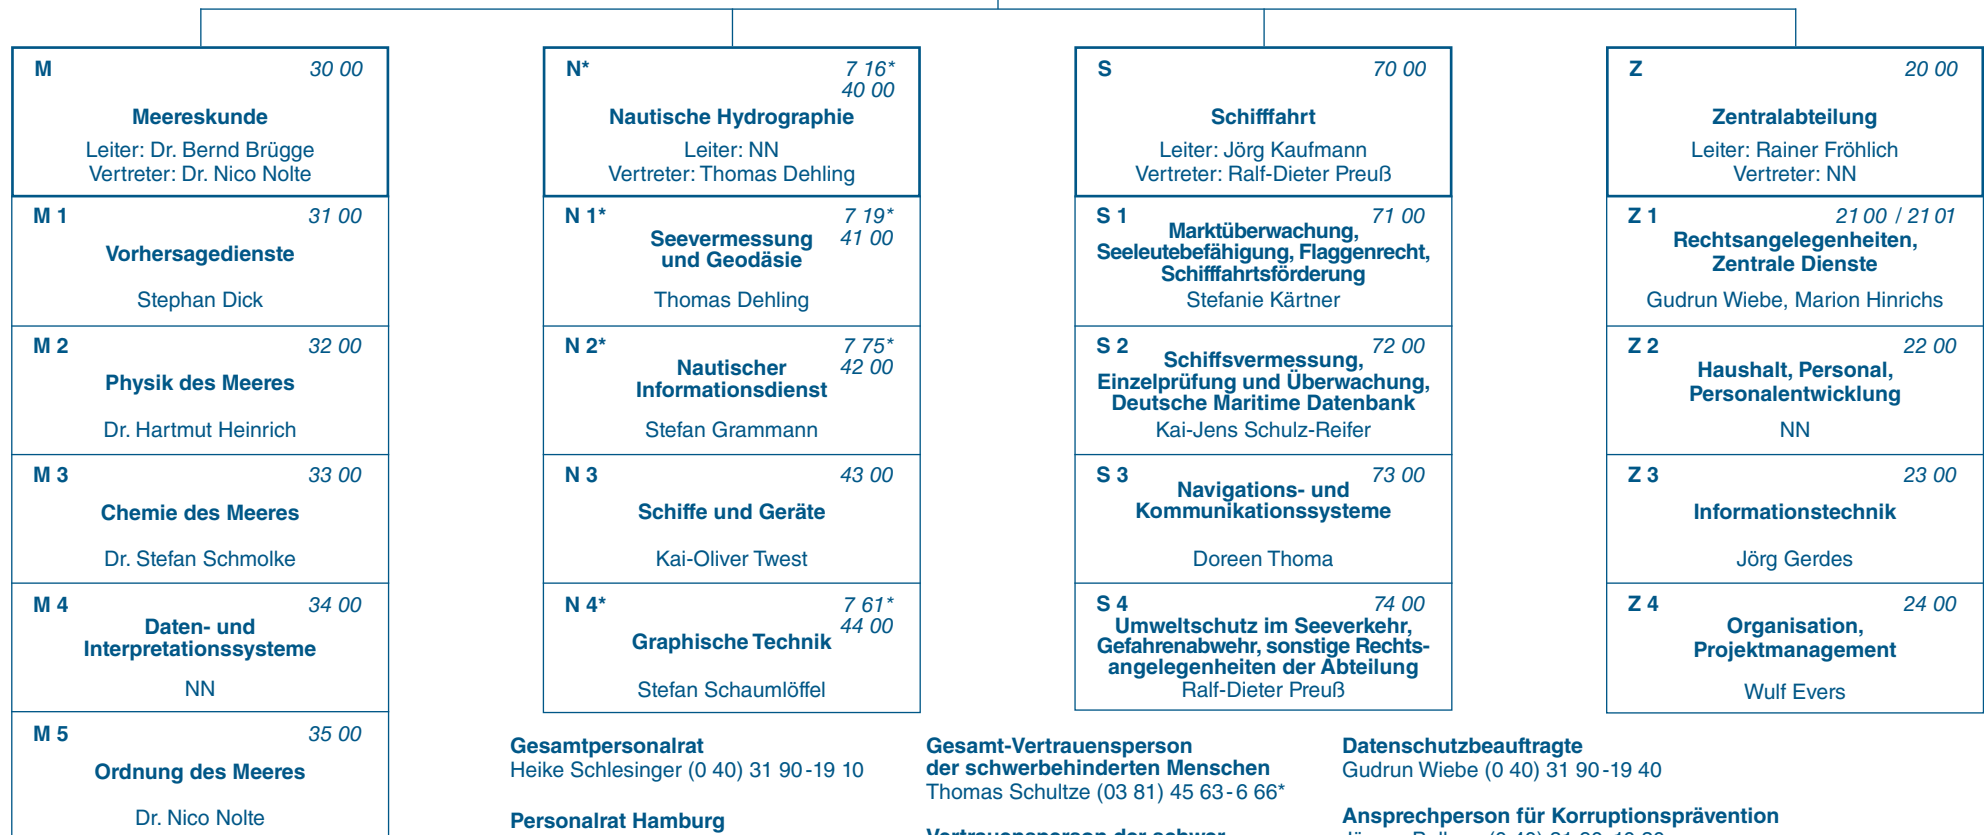 M 30 00
Meereskunde
Leiter: Dr. Bernd Brügge
Vertreter: Dr. Nico Nolte
M 1 31 00
Vorhersagedienste
Stephan Dick
M 2 32 00
Physik des Meeres
Dr. Hartmut Heinrich
M 3 33 00
Chemie des Meeres
Dr. Stefan Schmolke
M 4 34 00
Daten- und
Interpretationssysteme
NN
M 5 35 00
Ordnung des Meeres
Dr. Nico Nolte
N* 7 16*
40 00
Nautische Hydrographie
Leiter: NN
Vertreter: Thomas Dehling
N 1* 7 19*
Seevermessung 41 00
und Geodäsie
Thomas Dehling
N 2* 7 75*
Nautischer 42 00
Informationsdienst
Stefan Grammann
N 3 43 00
Schiffe und Geräte
Kai-Oliver Twest
N 4* 7 61*
44 00
Graphische Technik
Stefan Schaumlöffel
S 70 00
Schifffahrt
Leiter: Jörg Kaufmann
Vertreter: Ralf-Dieter Preuß
S 1 71 00
Marktüberwachung,
Seeleutebefähigung, Flaggenrecht,
Schifffahrtsförderung
Stefanie Kärtner
S 2 72 00
Schiffsvermessung,
Einzelprüfung und Überwachung,
Deutsche Maritime Datenbank
Kai-Jens Schulz-Reifer
S 3 73 00
Navigations- und
Kommunikationssysteme
Doreen Thoma
S 4 74 00
Umweltschutz im Seeverkehr,
Gefahrenabwehr, sonstige Rechts-
angelegenheiten der Abteilung
Ralf-Dieter Preuß
Z 20 00
Zentralabteilung
Leiter: Rainer Fröhlich
Vertreter: NN
Z 1 21 00 / 21 01
Rechtsangelegenheiten,
Zentrale Dienste
Gudrun Wiebe, Marion Hinrichs
Z 2 22 00
Haushalt, Personal,
Personalentwicklung
NN
Z 3 23 00
Informationstechnik
Jörg Gerdes
Z 4 24 00
Organisation,
Projektmanagement
Wulf Evers
Gesamtpersonalrat
Heike Schlesinger (0 40) 31 90-19 10
Personalrat Hamburg
Gesamt-Vertrauensperson
der schwerbehinderten Menschen
Thomas Schultze (03 81) 45 63-6 66*
Vertrauensperson der schwer-
Datenschutzbeauftragte
Gudrun Wiebe (0 40) 31 90-19 40
Ansprechperson für Korruptionsprävention